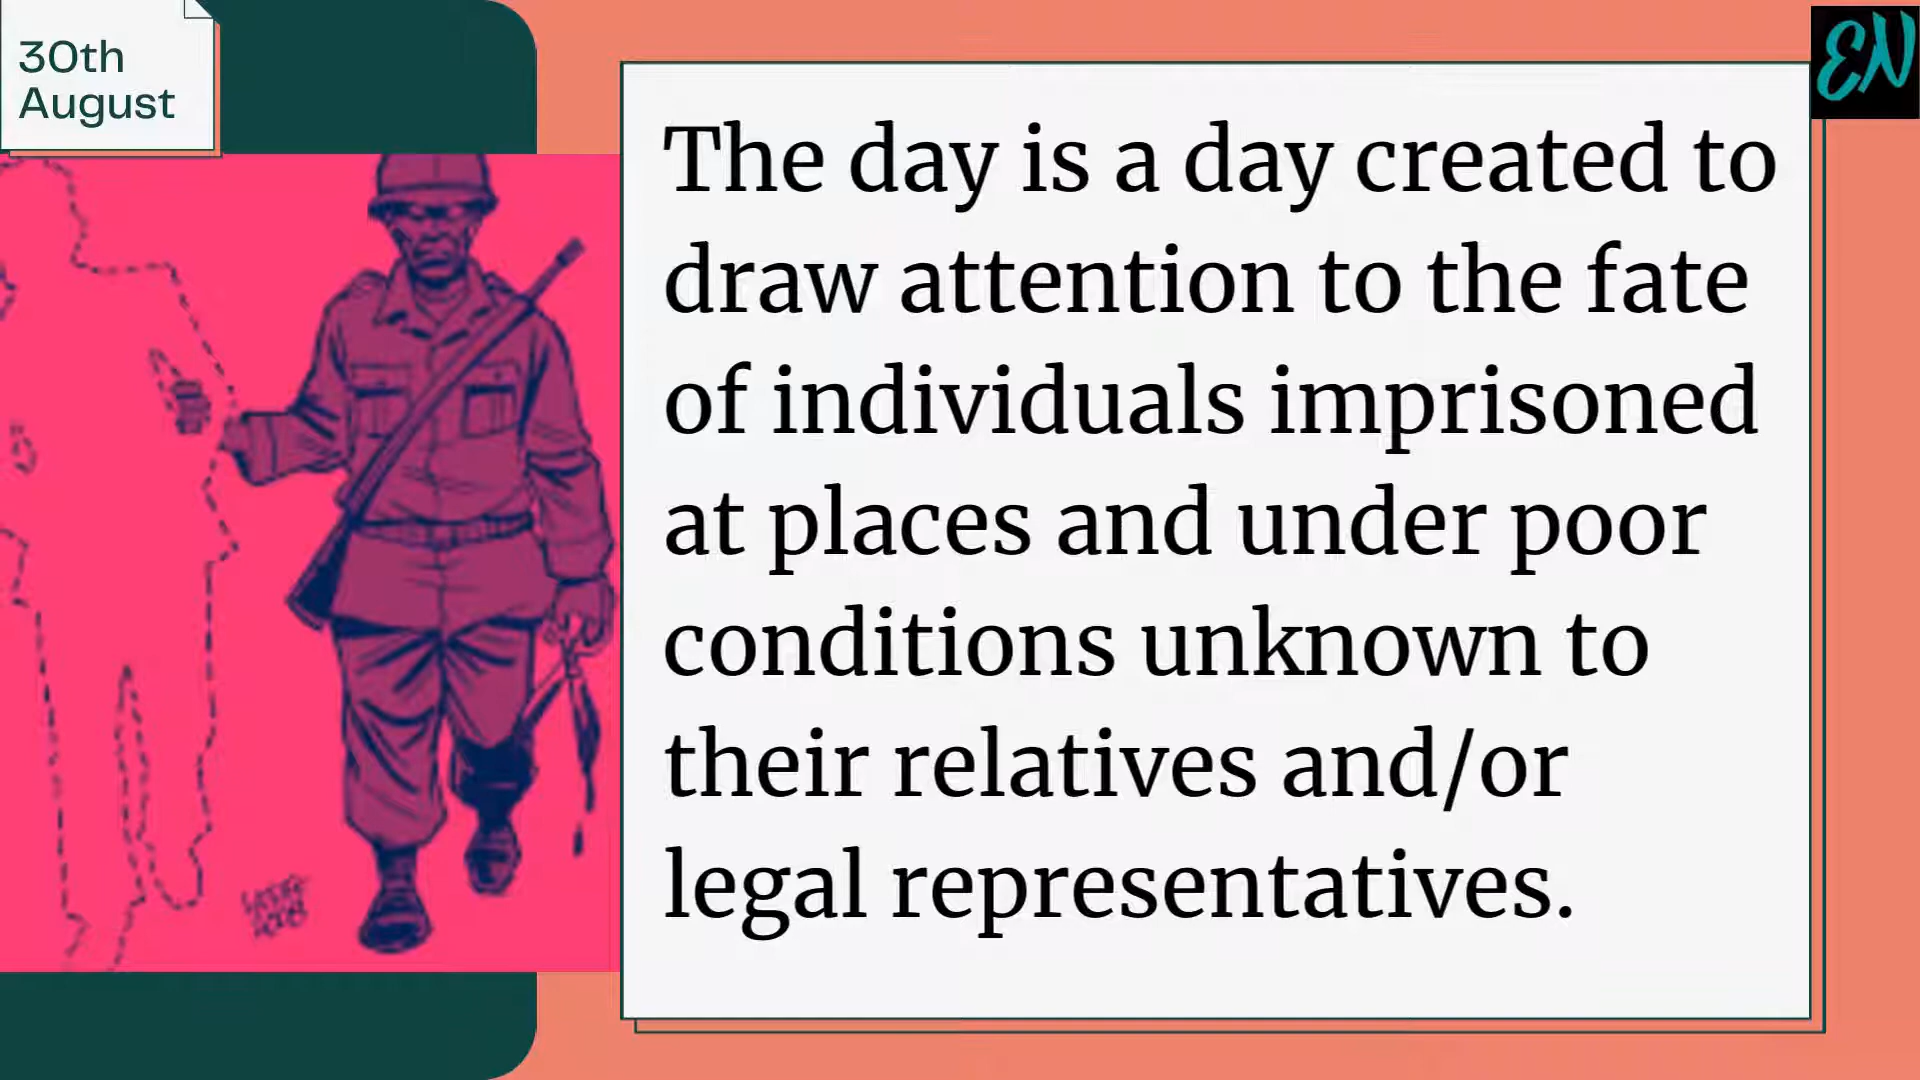 30th
August
EN
The day is a day created to
draw attention to the fate
of individuals imprisoned
at places and under poor
conditions unknown to
their relatives and/or
legal representatives.